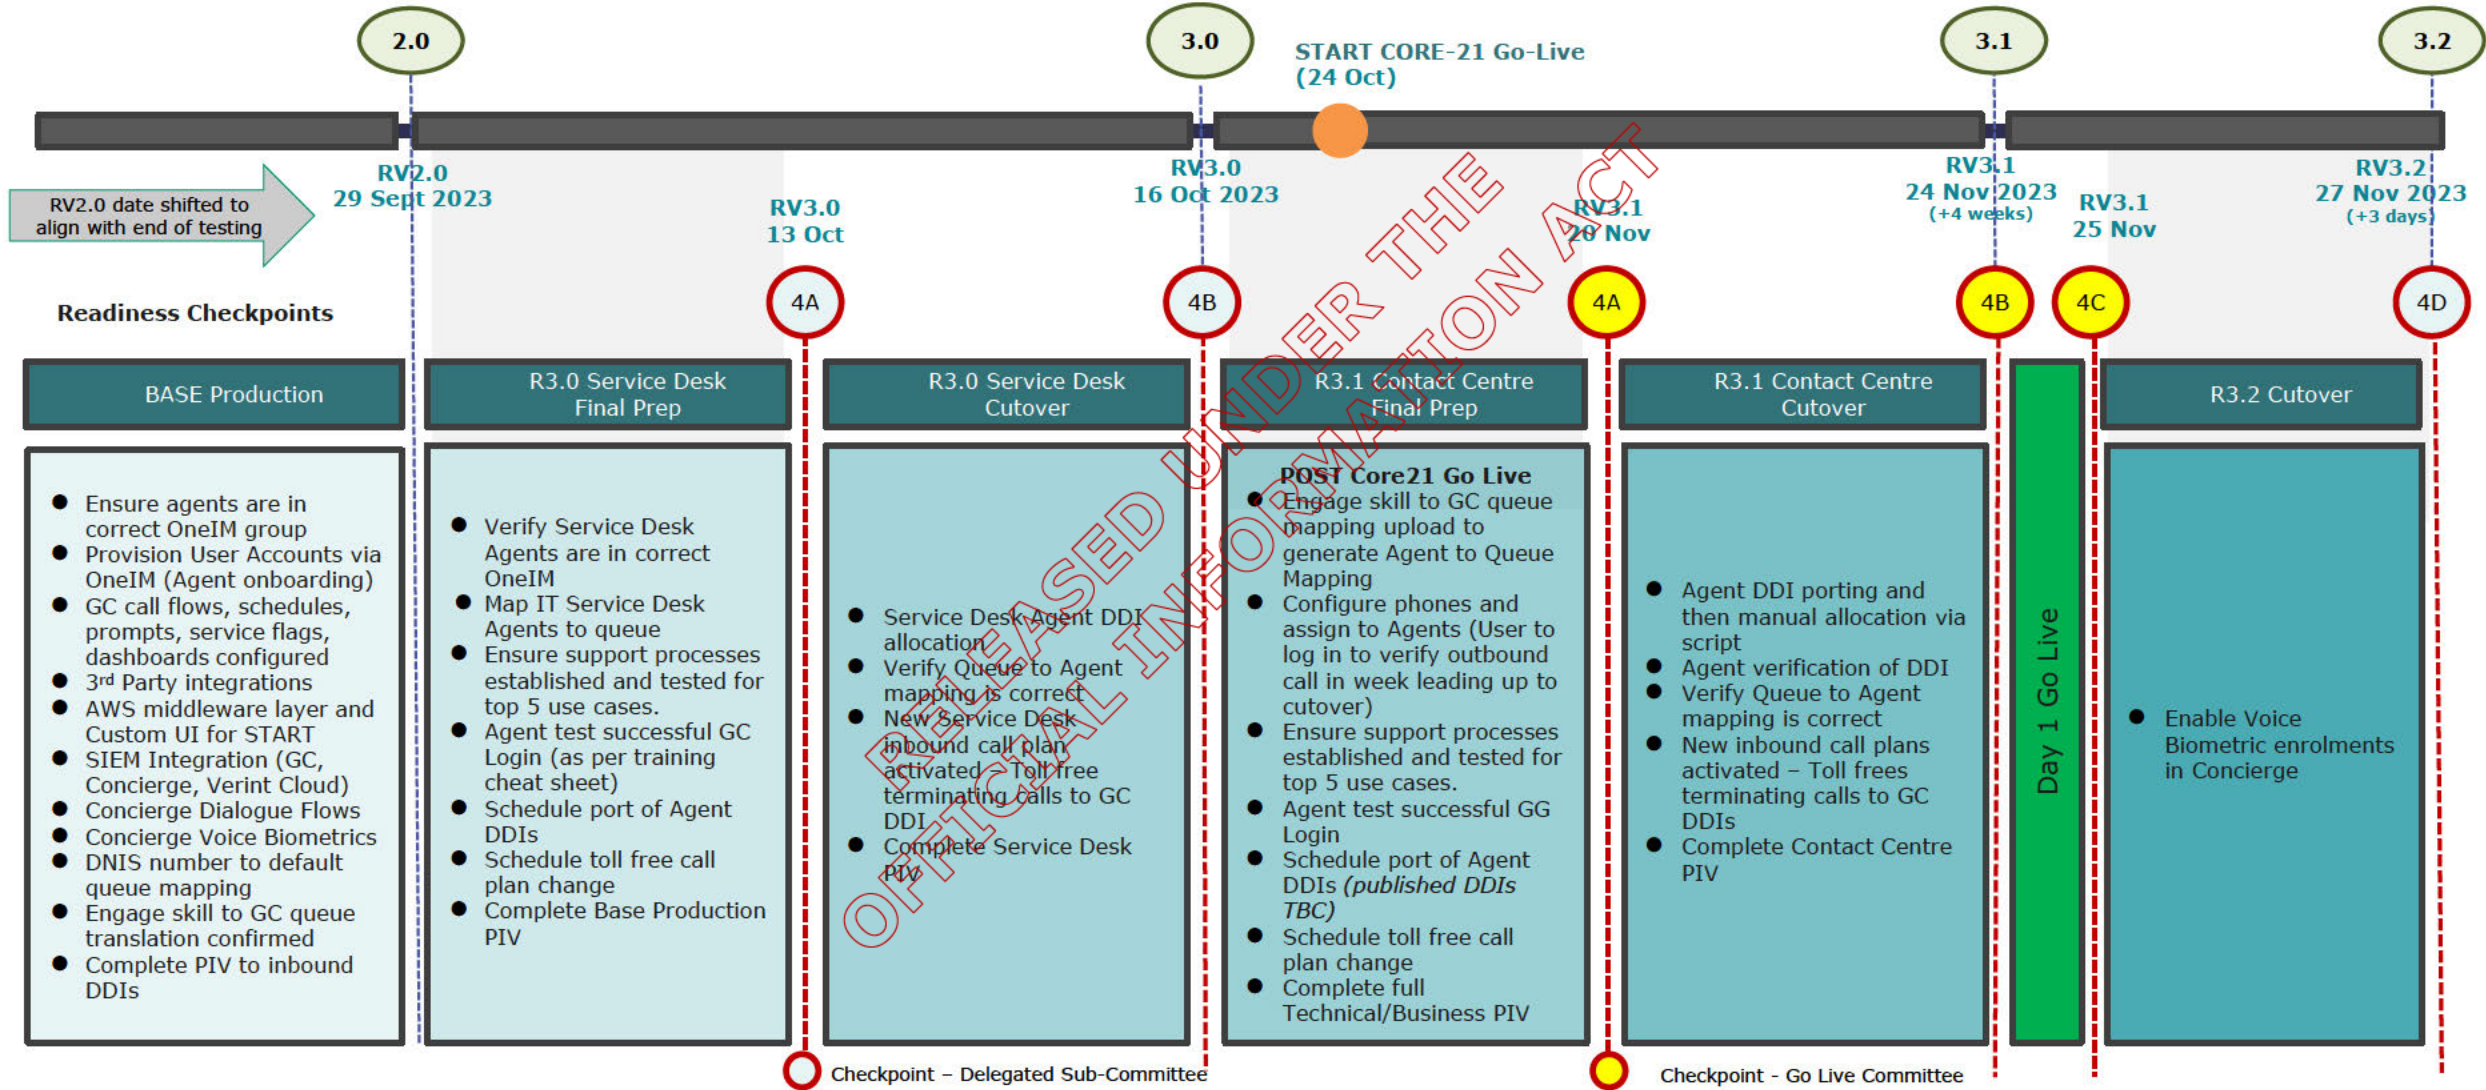 2.0
3.0
START CORE-21 Go-Live
(24 Oct)
3.1
3.2
RV2.0 date shifted to
align with end of testing
RV2.0
29 Sept 2023
RV3.0
13 Oct
RV3.0
16 Oct 2023
RV3.1
20 Nov
RV3.1
24 Nov 2023
(+4 weeks)
RV3.1
25 Nov
RV3.2
27 Nov 2023
(+3 days)
Readiness Checkpoints
4A
4B
4A
4B
4C
4D
BASE Production
● Ensure agents are in
correct OneIM group
● Provision User Accounts via
OneIM (Agent onboarding)
● GC call flows, schedules,
prompts, service flags,
dashboards configured
● 3rd Party integrations
● AWS middleware layer and
Custom UI for START
● SIEM Integration (GC,
Concierge, Verint Cloud)
● Concierge Dialogue Flows
● Concierge Voice Biometrics
● DNIS number to default
queue mapping
● Engage skill to GC queue
translation confirmed
● Complete PIV to inbound
DDIs
R3.0 Service Desk
Final Prep
● Verify Service Desk
Agents are in correct
OneIM
● Map IT Service Desk
Agents to queue
● Ensure support processes
established and tested for
top 5 use cases.
● Agent test successful GC
Login (as per training
cheat sheet)
● Schedule port of Agent
DDIs
● Schedule toll free call
plan change
● Complete Base Production
PIV
R3.0 Service Desk
Cutover
● Service Desk Agent DDI
allocation
● Verify Queue to Agent
mapping is correct
● New Service Desk
inbound call plan
activated – Toll free
terminating calls to GC
DDI
● Complete Service Desk
PIV
R3.1 Contact Centre
Final Prep
POST Core21 Go Live
● Engage skill to GC queue
mapping upload to
generate Agent to Queue
Mapping
● Configure phones and
assign to Agents (User to
log in to verify outbound
call in week leading up to
cutover)
● Ensure support processes
established and tested for
top 5 use cases.
● Agent test successful GG
Login
● Schedule port of Agent
DDIs (published DDIs
TBC)
● Schedule toll free call
plan change
● Complete full
Technical/Business PIV
R3.1 Contact Centre
Cutover
● Agent DDI porting and
then manual allocation via
script
● Agent verification of DDI
● Verify Queue to Agent
mapping is correct
● New inbound call plans
activated – Toll frees
terminating calls to GC
DDIs
● Complete Contact Centre
PIV
Day 1 Go Live
R3.2 Cutover
● Enable Voice
Biometric enrolments
in Concierge
Checkpoint – Delegated Sub-Committee
Checkpoint - Go Live Committee
RELEASED UNDER THE
OFFICIAL INFORMATION ACT